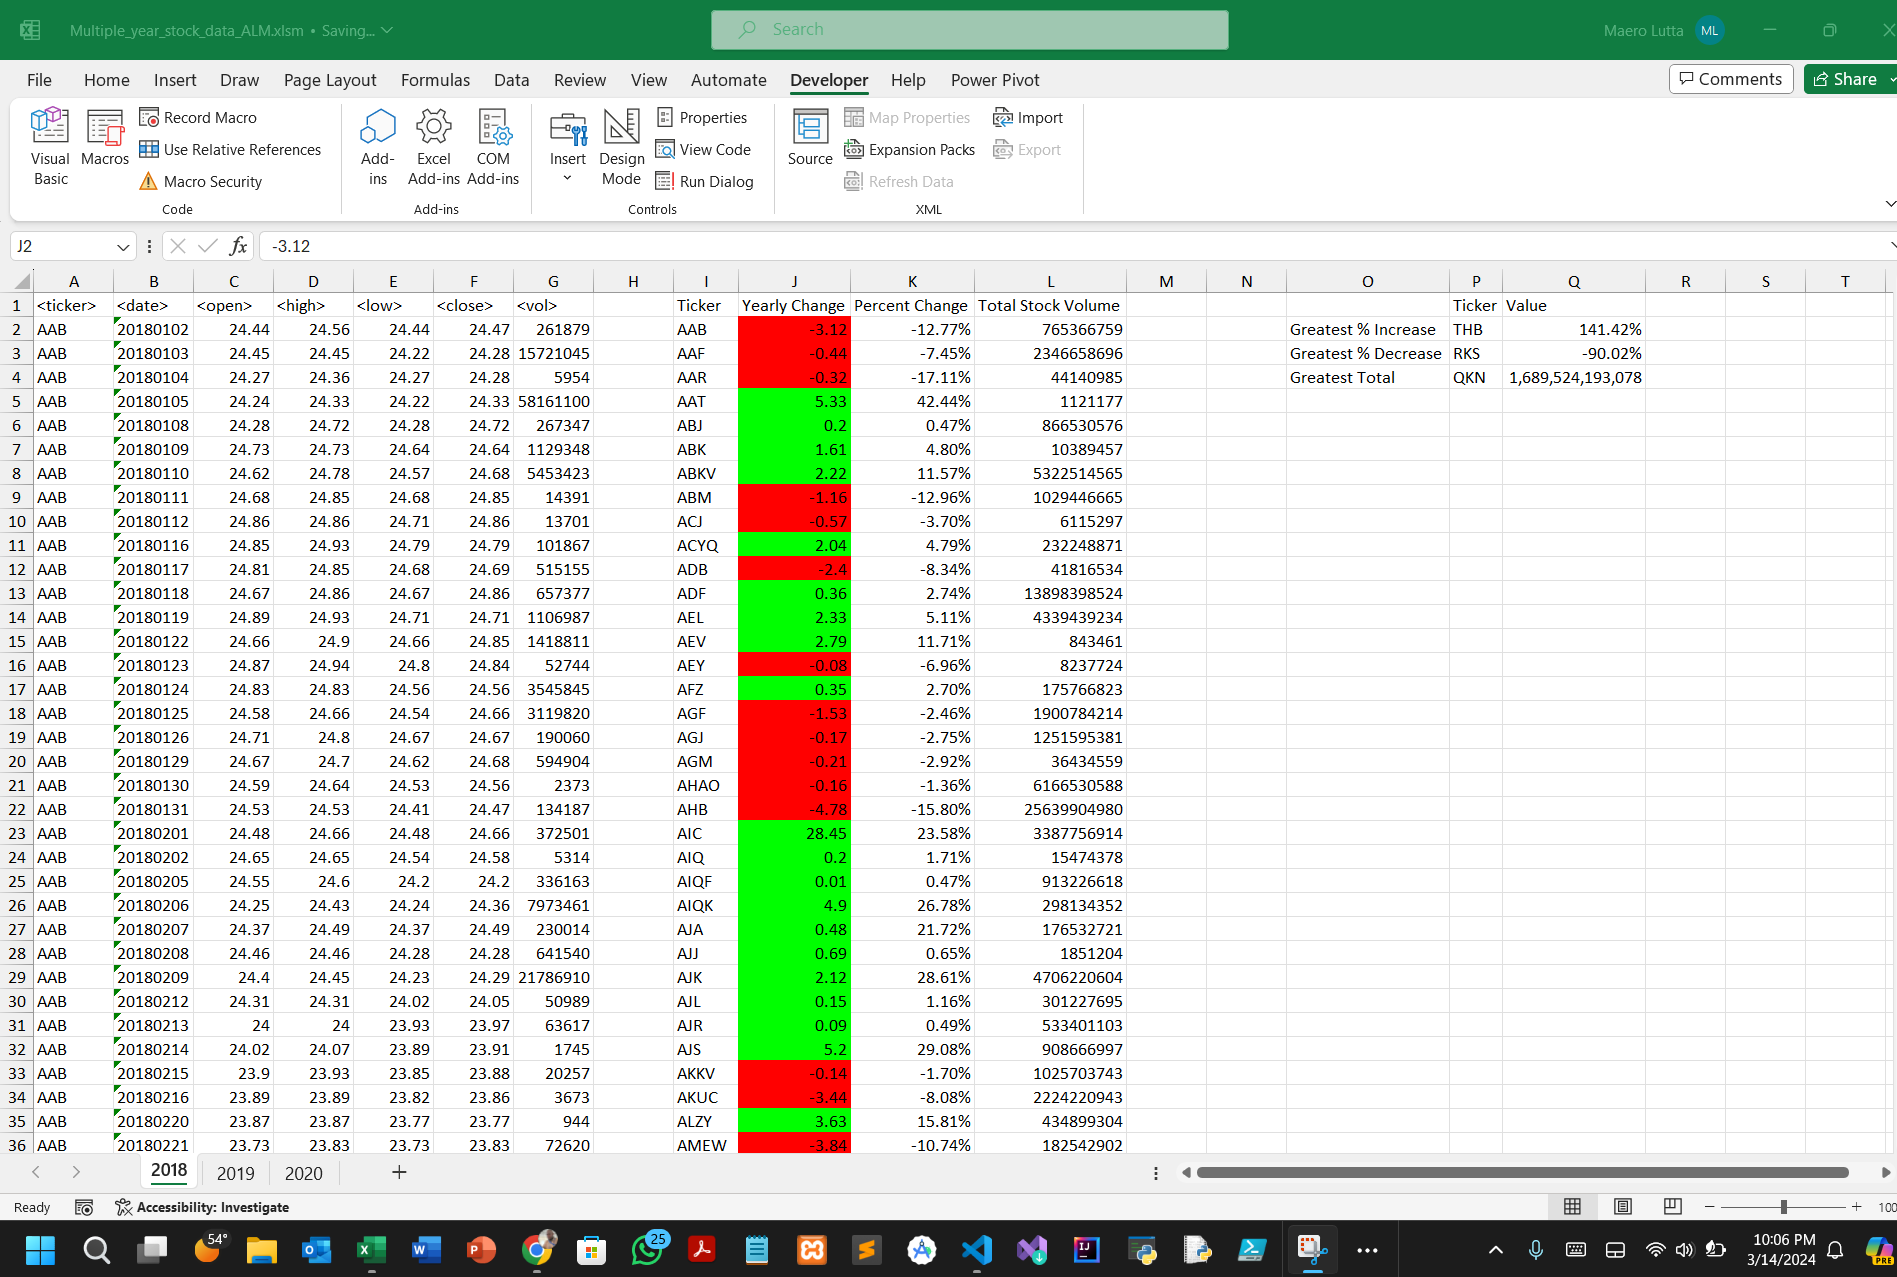 Multiple_year_stock_data_ALM.xlsm • Saving... Search Maero Lutta ML
File Home Insert Draw Page Layout Formulas Data Review View Automate Developer Help Power Pivot Comments Share
Visual Basic Macros Record Macro Use Relative References Macro Security Code
Add-ins Excel Add-ins COM Add-ins Add-ins
Insert Design Mode Properties View Code Run Dialog Controls
Source Map Properties Expansion Packs Refresh Data Import Export XML
J2 fx -3.12
A B C D E F G H I J K L M N O P Q R S T
1 <ticker> <date> <open> <high> <low> <close> <vol> Ticker Yearly Change Percent Change Total Stock Volume Ticker Value
2 AAB 20180102 24.44 24.56 24.44 24.47 261879 AAB -3.12 -12.77% 765366759 Greatest % Increase THB 141.42%
3 AAB 20180103 24.45 24.45 24.22 24.28 15721045 AAF -0.44 -7.45% 2346658696 Greatest % Decrease RKS -90.02%
4 AAB 20180104 24.27 24.36 24.27 24.28 5954 AAR -0.32 -17.11% 44140985 Greatest Total QKN 1,689,524,193,078
5 AAB 20180105 24.24 24.33 24.22 24.33 58161100 AAT 5.33 42.44% 1121177
6 AAB 20180108 24.28 24.72 24.28 24.72 267347 ABJ 0.2 0.47% 866530576
7 AAB 20180109 24.73 24.73 24.64 24.64 1129348 ABK 1.61 4.80% 10389457
8 AAB 20180110 24.62 24.78 24.57 24.68 5453423 ABKV 2.22 11.57% 5322514565
9 AAB 20180111 24.68 24.85 24.68 24.85 14391 ABM -1.16 -12.96% 1029446665
10 AAB 20180112 24.86 24.86 24.71 24.86 13701 ACJ -0.57 -3.70% 6115297
11 AAB 20180116 24.85 24.93 24.79 24.79 101867 ACYQ 2.04 4.79% 232248871
12 AAB 20180117 24.81 24.85 24.68 24.69 515155 ADB -2.4 -8.34% 41816534
13 AAB 20180118 24.67 24.86 24.67 24.86 657377 ADF 0.36 2.74% 13898398524
14 AAB 20180119 24.89 24.93 24.71 24.71 1106987 AEL 2.33 5.11% 4339439234
15 AAB 20180122 24.66 24.9 24.66 24.85 1418811 AEV 2.79 11.71% 843461
16 AAB 20180123 24.87 24.94 24.8 24.84 52744 AEY -0.08 -6.96% 8237724
17 AAB 20180124 24.83 24.83 24.56 24.56 3545845 AFZ 0.35 2.70% 175766823
18 AAB 20180125 24.58 24.66 24.54 24.66 3119820 AGF -1.53 -2.46% 1900784214
19 AAB 20180126 24.71 24.8 24.67 24.67 190060 AGJ -0.17 -2.75% 1251595381
20 AAB 20180129 24.67 24.7 24.62 24.68 594904 AGM -0.21 -2.92% 36434559
21 AAB 20180130 24.59 24.64 24.53 24.56 2373 AHAO -0.16 -1.36% 6166530588
22 AAB 20180131 24.53 24.53 24.41 24.47 134187 AHB -4.78 -15.80% 25639904980
23 AAB 20180201 24.48 24.66 24.48 24.66 372501 AIC 28.45 23.58% 3387756914
24 AAB 20180202 24.65 24.65 24.54 24.58 5314 AIQ 0.2 1.71% 15474378
25 AAB 20180205 24.55 24.6 24.2 24.2 336163 AIQF 0.01 0.47% 913226618
26 AAB 20180206 24.25 24.43 24.24 24.36 7973461 AIQK 4.9 26.78% 298134352
27 AAB 20180207 24.37 24.49 24.37 24.49 230014 AJA 0.48 21.72% 176532721
28 AAB 20180208 24.46 24.46 24.28 24.28 641540 AJJ 0.69 0.65% 1851204
29 AAB 20180209 24.4 24.45 24.23 24.29 21786910 AJK 2.12 28.61% 4706220604
30 AAB 20180212 24.31 24.31 24.02 24.05 50989 AJL 0.15 1.16% 301227695
31 AAB 20180213 24 24 23.93 23.97 63617 AJR 0.09 0.49% 533401103
32 AAB 20180214 24.02 24.07 23.89 23.91 1745 AJS 5.2 29.08% 908666997
33 AAB 20180215 23.9 23.93 23.85 23.88 20257 AKKV -0.14 -1.70% 1025703743
34 AAB 20180216 23.89 23.89 23.82 23.86 3673 AKUC -3.44 -8.08% 2224220943
35 AAB 20180220 23.87 23.87 23.77 23.77 944 ALZY 3.63 15.81% 434899304
36 AAB 20180221 23.73 23.83 23.73 23.83 72620 AMEW -3.84 -10.74% 182542902
2018 2019 2020 +
Ready Accessibility: Investigate 100
54° 25 10:06 PM
3/14/2024